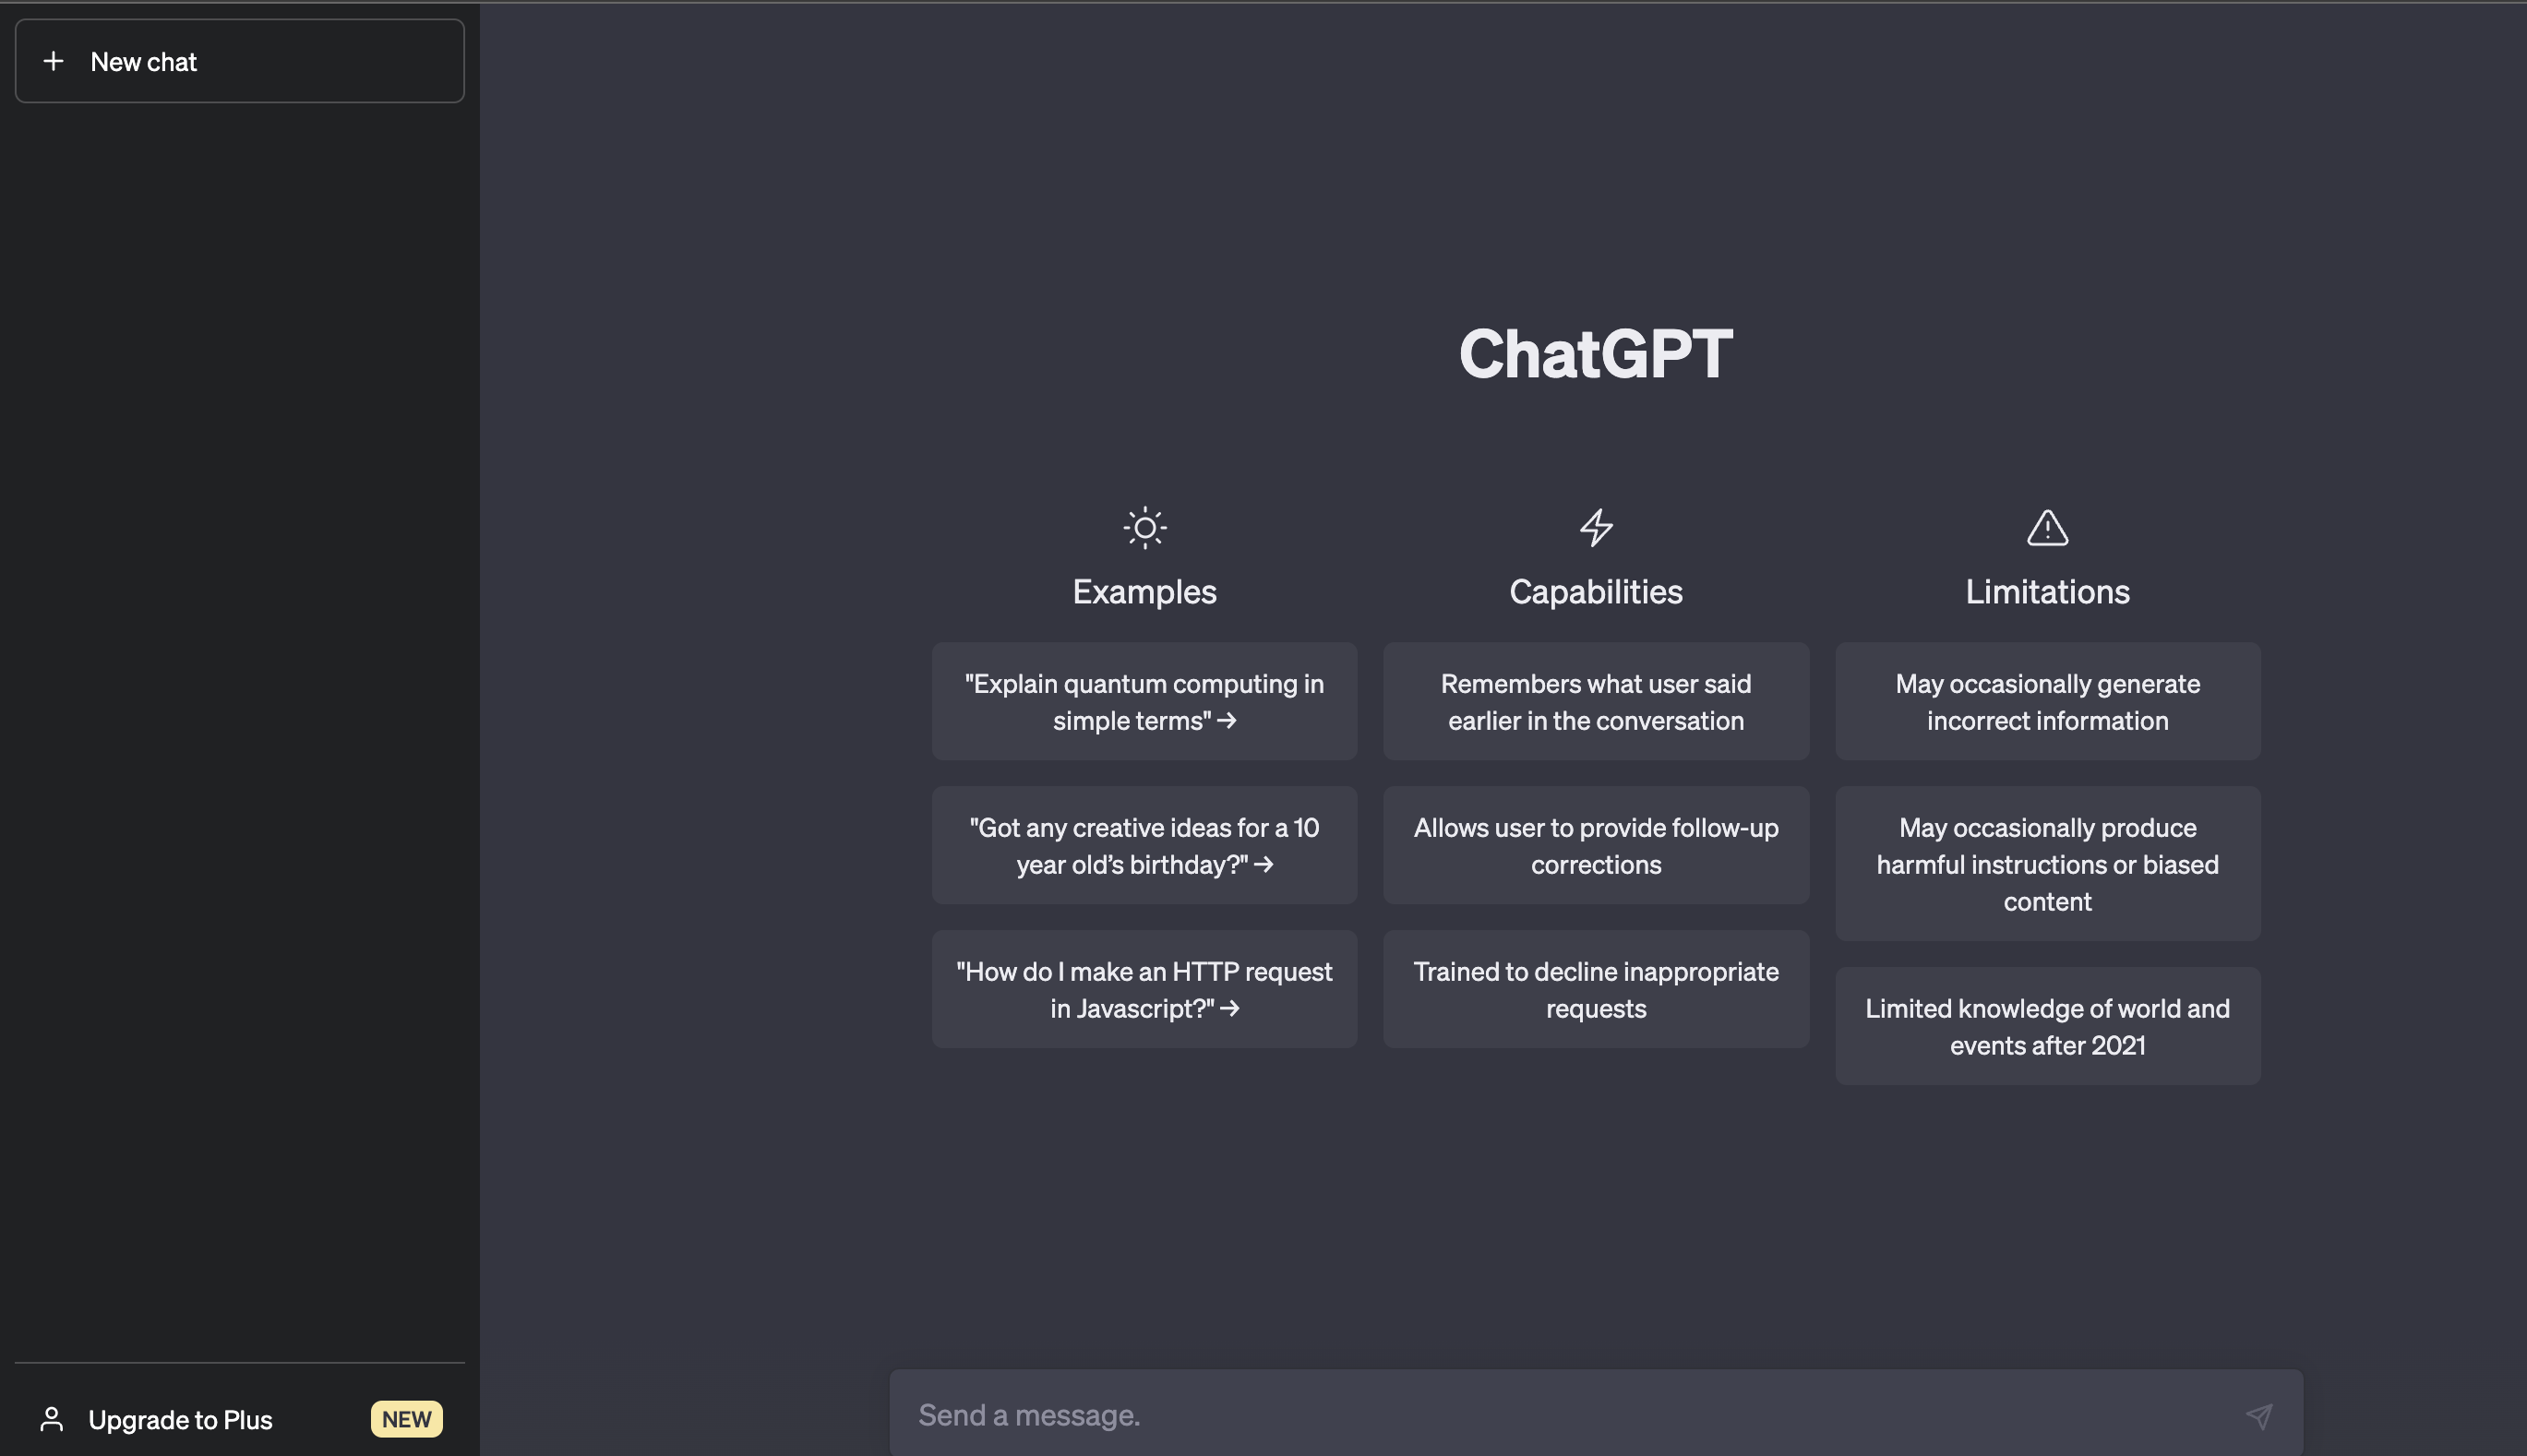 New chat
ChatGPT
Examples
"Explain quantum computing in
simple terms" →
"Got any creative ideas for a 10
year old’s birthday?" →
"How do I make an HTTP request
in Javascript?" →
Capabilities
Remembers what user said
earlier in the conversation
Allows user to provide follow-up
corrections
Trained to decline inappropriate
requests
Limitations
May occasionally generate
incorrect information
May occasionally produce
harmful instructions or biased
content
Limited knowledge of world and
events after 2021
Upgrade to Plus NEW
Send a message.